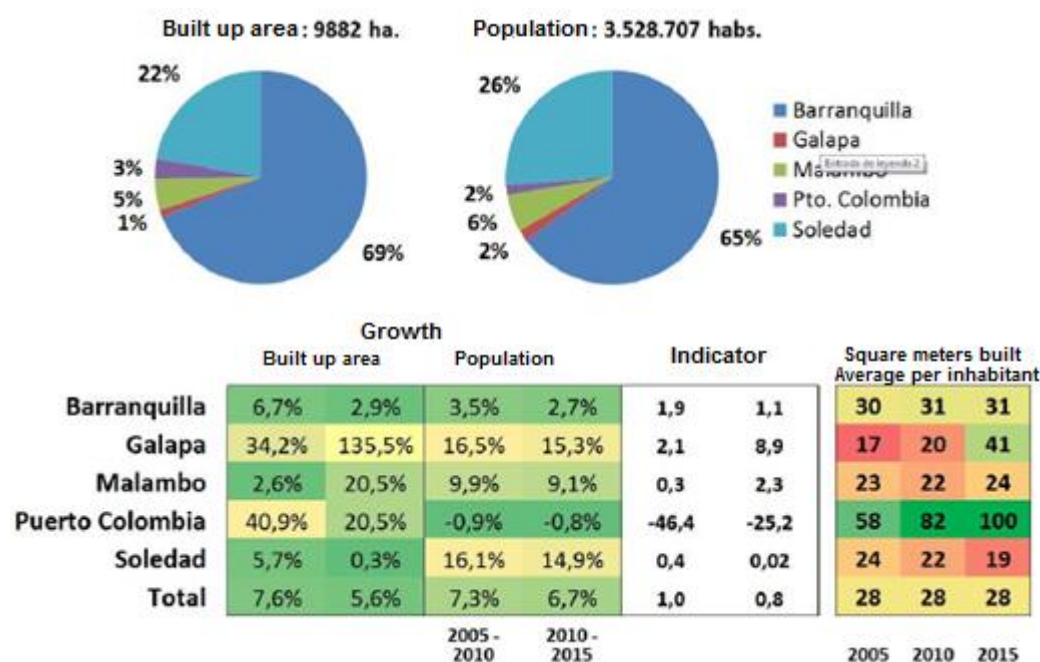 Built up area : 9882 ha.
Population : 3.528.707 habs.
22%
3%
5%
1%
69%
26%
2%
6%
2%
65%
Barranquilla
Galapa
Entrada de leyenda 2
Malambo
Pto. Colombia
Soledad
Growth
Built up area Population Indicator Square meters built
Average per inhabitant
Barranquilla 6,7% 2,9% 3,5% 2,7% 1,9 1,1 30 31 31
Galapa 34,2% 135,5% 16,5% 15,3% 2,1 8,9 17 20 41
Malambo 2,6% 20,5% 9,9% 9,1% 0,3 2,3 23 22 24
Puerto Colombia 40,9% 20,5% -0,9% -0,8% -46,4 -25,2 58 82 100
Soledad 5,7% 0,3% 16,1% 14,9% 0,4 0,02 24 22 19
Total 7,6% 5,6% 7,3% 6,7% 1,0 0,8 28 28 28
2005 - 2010 -
2010 2015 2005 2010 2015